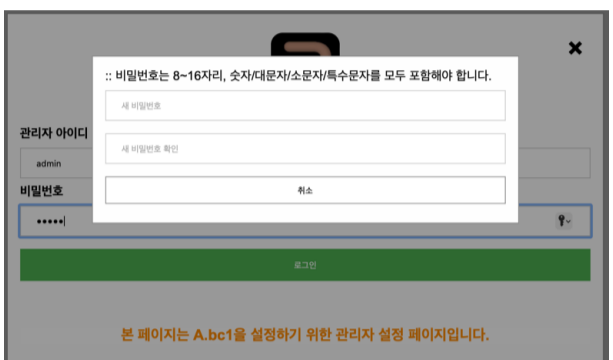 :: 비밀번호는 8~16자리, 숫자/대문자/소문자/특수문자를 모두 포함해야 합니다.
새 비밀번호
새 비밀번호 확인
취소
관리자 아이디
admin
비밀번호
•••••
로그인
본 페이지는 A.bc1을 설정하기 위한 관리자 설정 페이지입니다.